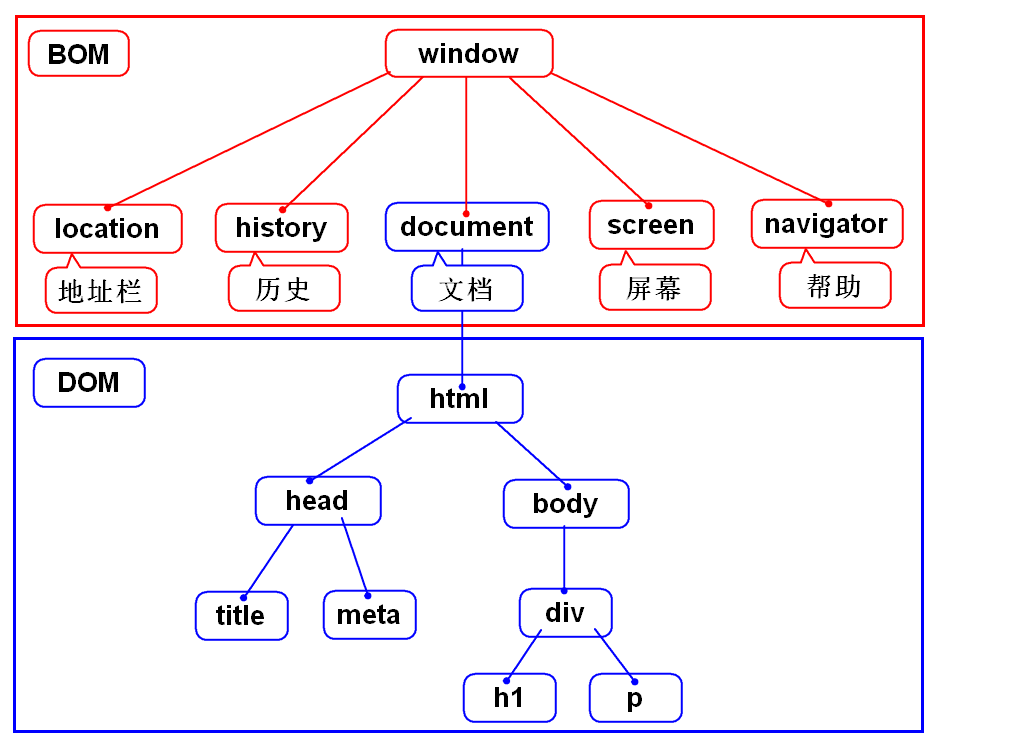 BOM
window
location
history
document
screen
navigator
地址栏
历史
文档
屏幕
帮助
DOM
html
head
body
title
meta
div
h1
p